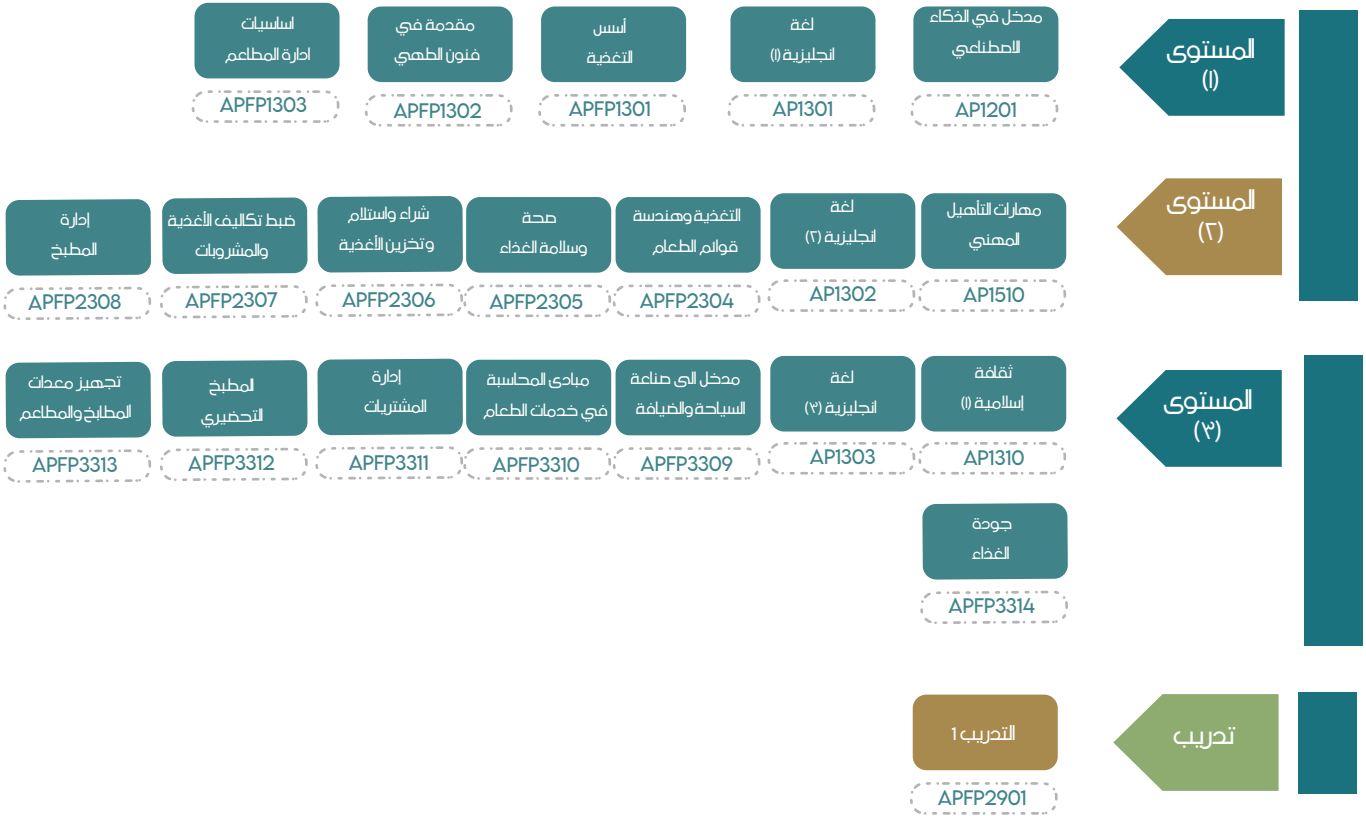 المستوى
(١)
مدخل في الذكاء
الاصطناعي
AP1201
لغة
انجليزية (١)
AP1301
أسس
التغذية
APFP1301
مقدمة في
فنون الطهي
APFP1302
اساسيات
ادارة المطاعم
APFP1303
المستوى
(٢)
مهارات التأهيل
المهني
AP1510
لغة
انجليزية (٢)
AP1302
التغذية وهندسة
قوائم الطعام
APFP2304
صحة
وسلامة الغذاء
APFP2305
شراء واستلام
وتخزين الأغذية
APFP2306
ضبط تكاليف الأغذية
والمشروبات
APFP2307
إدارة
المطبخ
APFP2308
المستوى
(٣)
ثقافة
إسلامية (١)
AP1310
لغة
انجليزية (٣)
AP1303
مدخل الى صناعة
السياحة والضيافة
APFP3309
مبادئ المحاسبة
في خدمات الطعام
APFP3310
إدارة
المشتريات
APFP3311
المطبخ
التحضيري
APFP3312
تجهيز معدات
المطابخ والمطاعم
APFP3313
جودة
الغذاء
APFP3314
تدريب
التدريب 1
APFP2901